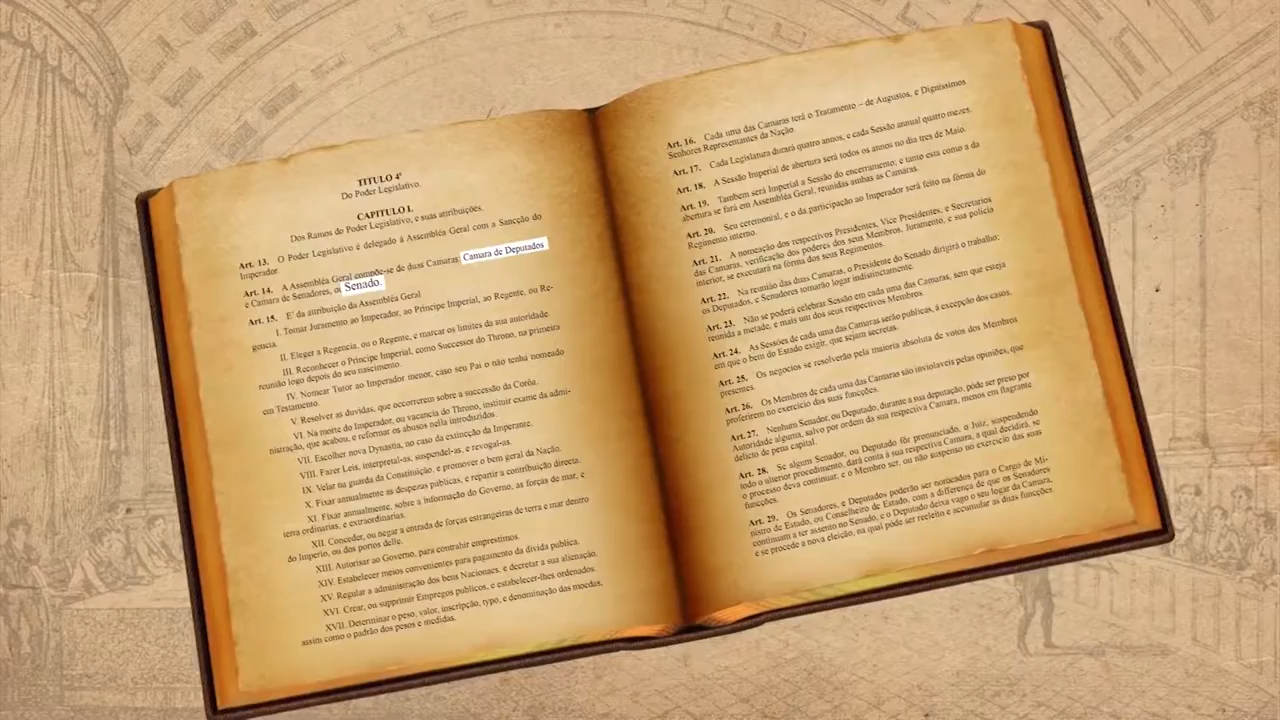 TITULO 4º
Do Poder Legislativo.
CAPITULO I.
Dos Ramos do Poder Legislativo, e suas attribuições.
Art. 13. O Poder Legislativo é delegado á Assembléa Geral com a Sancção do
Imperador.
Art. 14. A Assembléa Geral compõe-se de duas Camaras: Camara de Deputados
e Camara de Senadores, ou Senado.
Art. 15. E' da attribuição da Assembléa Geral
I. Tomar Juramento ao Imperador, ao Principe Imperial, ao Regente, ou Re-
gencia.
II. Eleger a Regencia, ou o Regente, e marcar os limites da sua autoridade.
III. Reconhecer o Principe Imperial, como Successor do Throno, na primeira
reunião logo depois do seu nascimento.
IV. Nomear Tutor ao Imperador menor, caso seu Pai o não tenha nomeado
em Testamento.
V. Resolver as duvidas, que occorrerem sobre a successão da Corôa.
VI. Na morte do Imperador, ou vacancia do Throno, instituir exame da admi-
nistração, que acabou, e reformar os abusos nella introduzidos.
VII. Escolher nova Dynastia, no caso da extincção da Imperante.
VIII. Fazer Leis, interpretal-as, suspendel-as, e revogal-as.
IX. Velar na guarda da Constituição, e promover o bem geral da Nação.
X. Fixar annualmente as despezas publicas, e repartir a contribuição directa.
XI. Fixar annualmente, sobre a informação do Governo, as forças de mar, e
terra ordinarias, e extraordinarias.
XII. Conceder, ou negar a entrada de forças estrangeiras de terra e mar dentro
do Imperio, ou dos portos delle.
XIII. Autorisar ao Governo, para contrahir emprestimos.
XIV. Estabelecer meios convenientes para pagamento da divida publica.
XV. Regular a administração dos bens Nacionaes, e decretar a sua alienação.
XVI. Crear, ou supprimir Empregos publicos, e estabelecer-lhes ordenados.
XVII. Determinar o peso, valor, inscripção, typo, e denominação das moedas,
assim como o padrão dos pesos e medidas.
Art. 16. Cada uma das Camaras terá o Tratamento – de Augustos, e Digníssimos
Senhores Representantes da Nação.
Art. 17. Cada Legislatura durará quatro annos, e cada Sessão annual quatro mezes.
Art. 18. A Sessão Imperial de abertura será todos os annos no dia tres de Maio.
Art. 19. Tambem será Imperial a Sessão do encerramento; e tanto esta como a da
abertura se fará em Assembléa Geral, reunidas ambas as Camaras.
Art. 20. Seu ceremonial, e o da participação ao Imperador será feito na fórma do
Regimento interno.
Art. 21. A nomeação dos respectivos Presidentes, Vice Presidentes, e Secretarios
das Camaras, verificação dos poderes dos seus Membros, Juramento, e sua policia
interior, se executará na fórma dos seus Regimentos.
Art. 22. Na reunião das duas Camaras, o Presidente do Senado dirigirá o trabalho;
os Deputados, e Senadores tomarão logar indistinctamente.
Art. 23. Não se poderá celebrar Sessão em cada uma das Camaras, sem que esteja
reunida a metade, e mais um dos seus respectivos Membros.
Art. 24. As Sessões de cada uma das Camaras serão publicas, á excepção dos casos,
em que o bem do Estado exigir, que sejam secretas.
Art. 25. Os negocios se resolverão pela maioria absoluta de votos dos Membros
presentes.
Art. 26. Os Membros de cada uma das Camaras são inviolaveis pelas opiniões, que
proferirem no exercicio das suas funcções.
Art. 27. Nenhum Senador, ou Deputado, durante a sua deputação, póde ser preso por
Autoridade alguma, salvo por ordem da sua respectiva Camara, menos em flagrante
delicto de pena capital.
Art. 28. Se algum Senador, ou Deputado fôr pronunciado, o Juiz, suspendendo
todo o ulterior procedimento, dará conta á sua respectiva Camara, a qual decidirá, se
o processo deva continuar, e o Membro ser, ou não suspenso no exercicio das suas
funcções.
Art. 29. Os Senadores, e Deputados poderão ser nomeados para o Cargo de Mi-
nistro de Estado, ou Conselheiro de Estado, com a differença de que os Senadores
continuam a ter assento no Senado, e o Deputado deixa vago o seu logar da Camara,
e se procede a nova eleição, na qual póde ser reeleito e accumular as duas funcções.